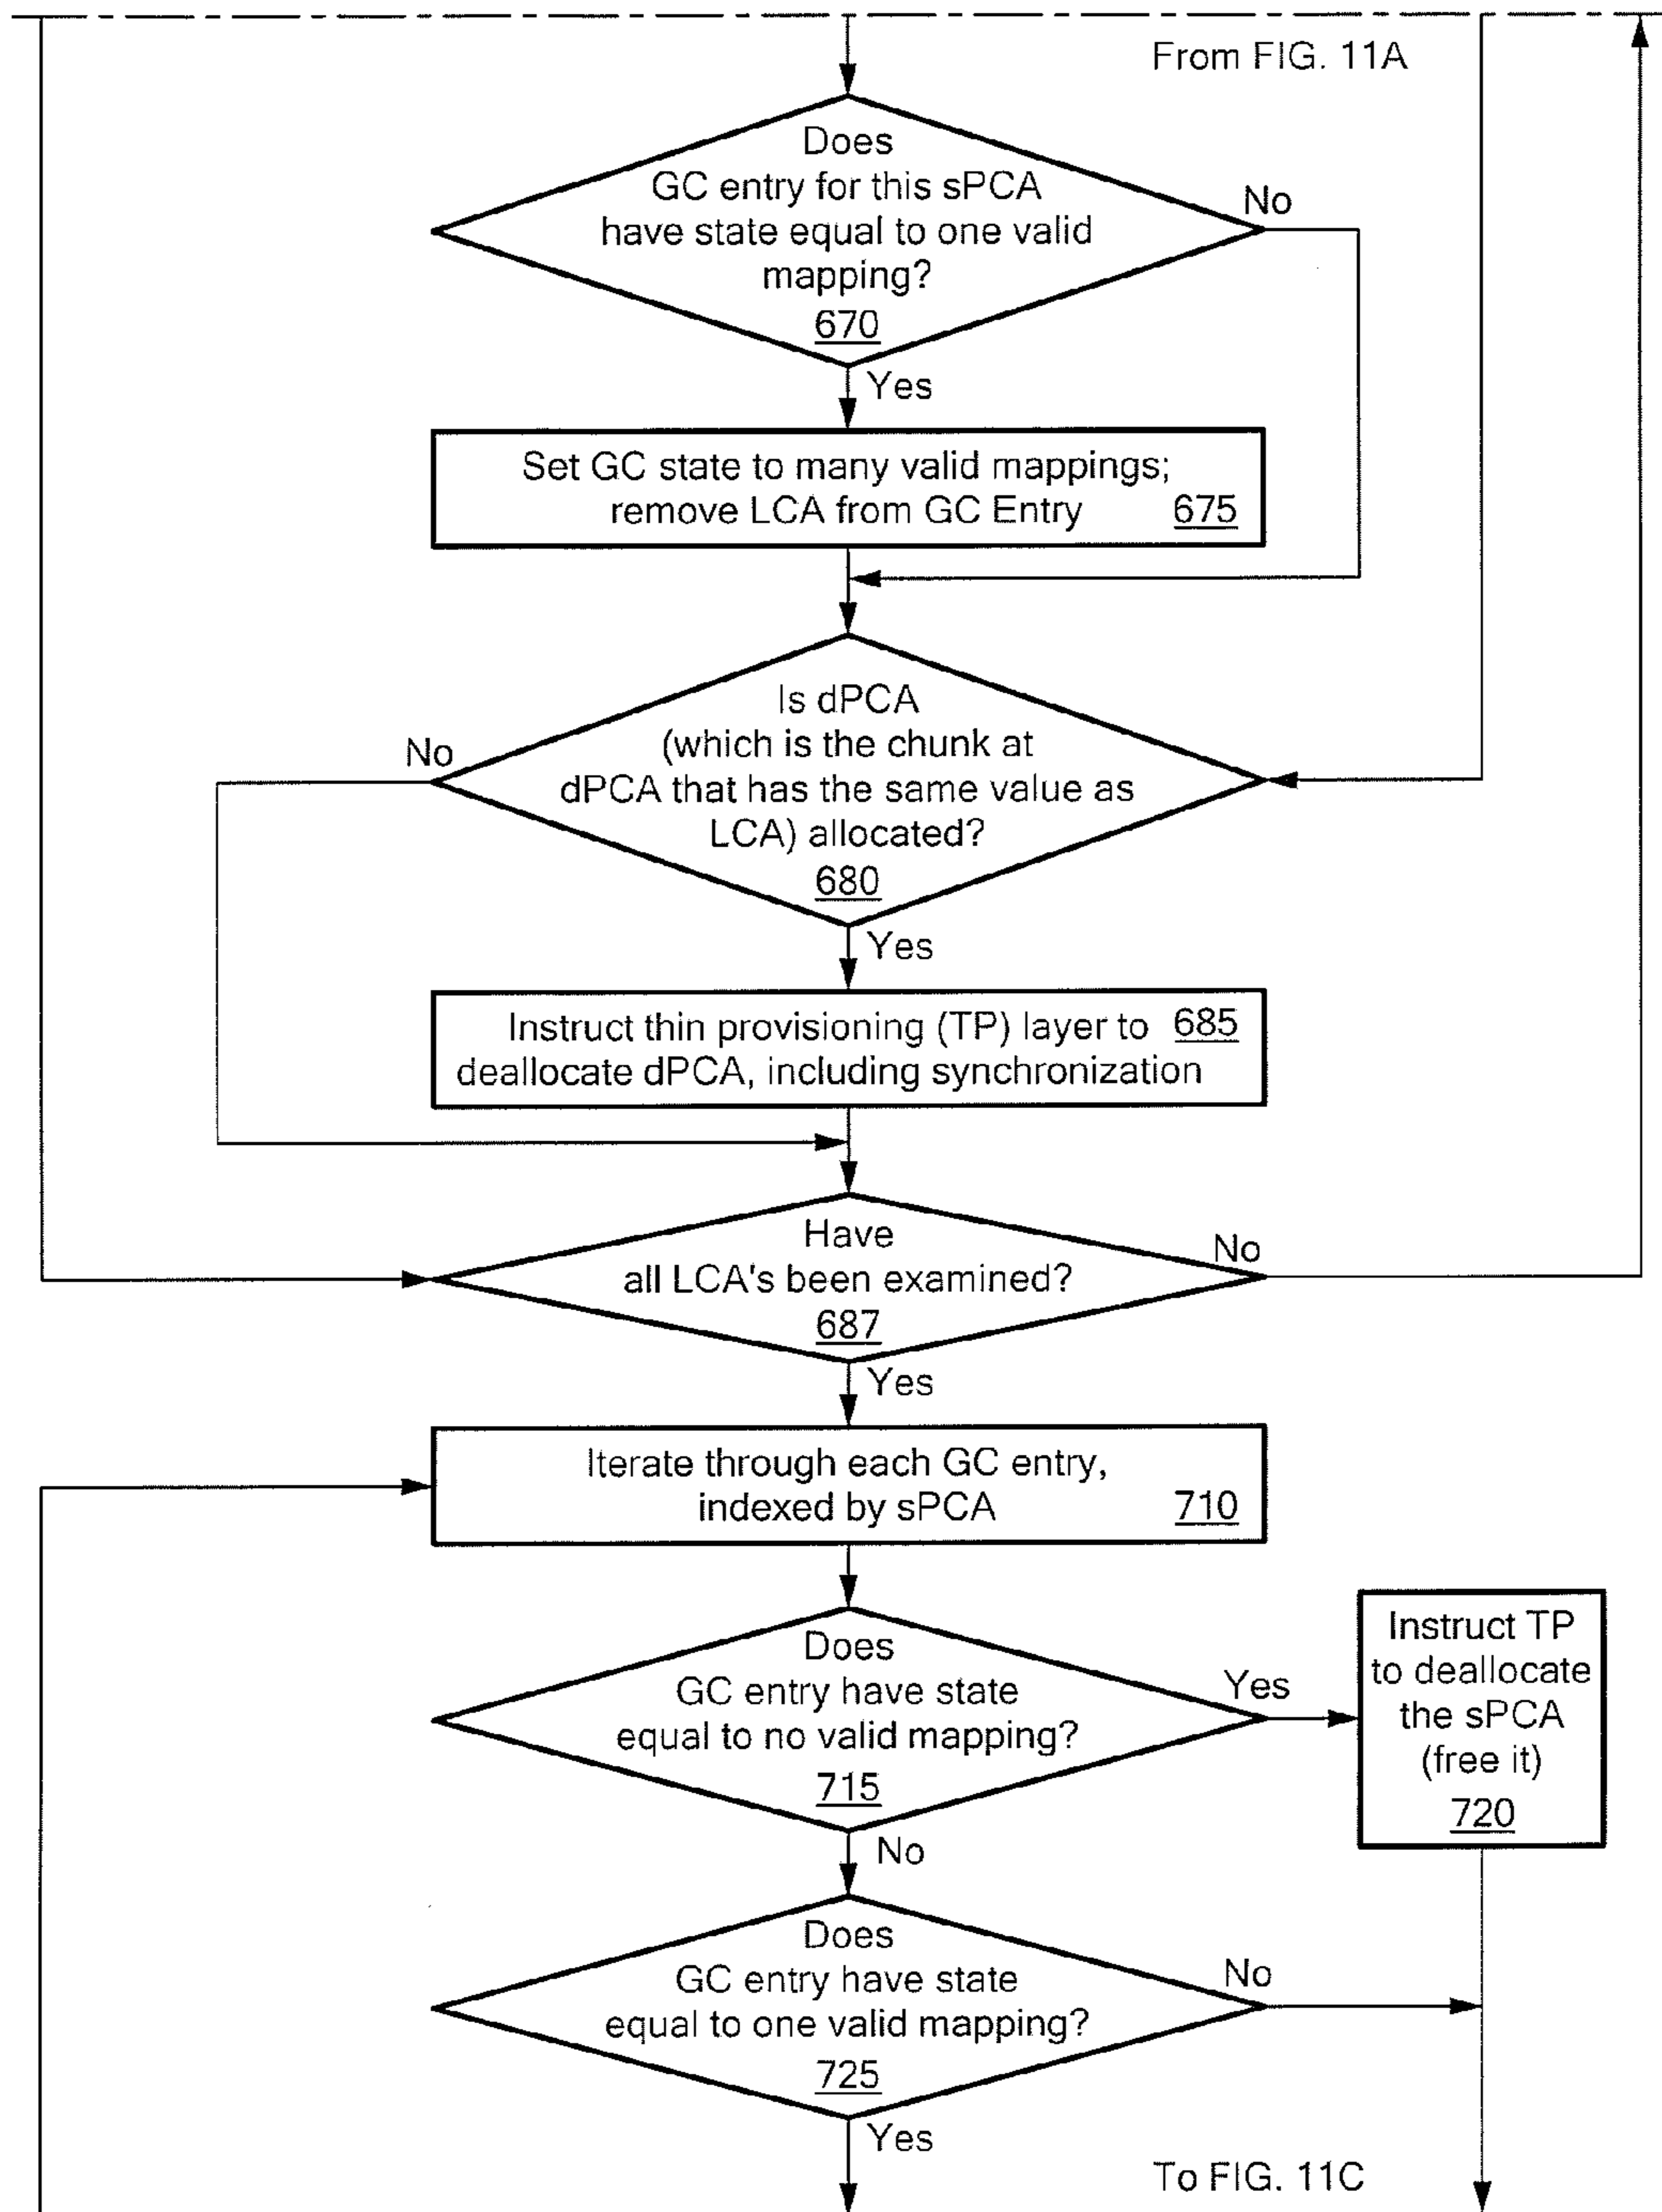 From FIG. 11A
Does
GC entry for this sPCA
have state equal to one valid
mapping?
670
No
Yes
Set GC state to many valid mappings;
remove LCA from GC Entry 675
Is dPCA
(which is the chunk at
dPCA that has the same value as
LCA) allocated?
680
No
Yes
Instruct thin provisioning (TP) layer to 685
deallocate dPCA, including synchronization
Have
all LCA's been examined?
687
No
Yes
Iterate through each GC entry,
indexed by sPCA 710
Does
GC entry have state
equal to no valid mapping?
715
Yes
Instruct TP
to deallocate
the sPCA
(free it)
720
No
Does
GC entry have state
equal to one valid mapping?
725
No
Yes
To FIG. 11C